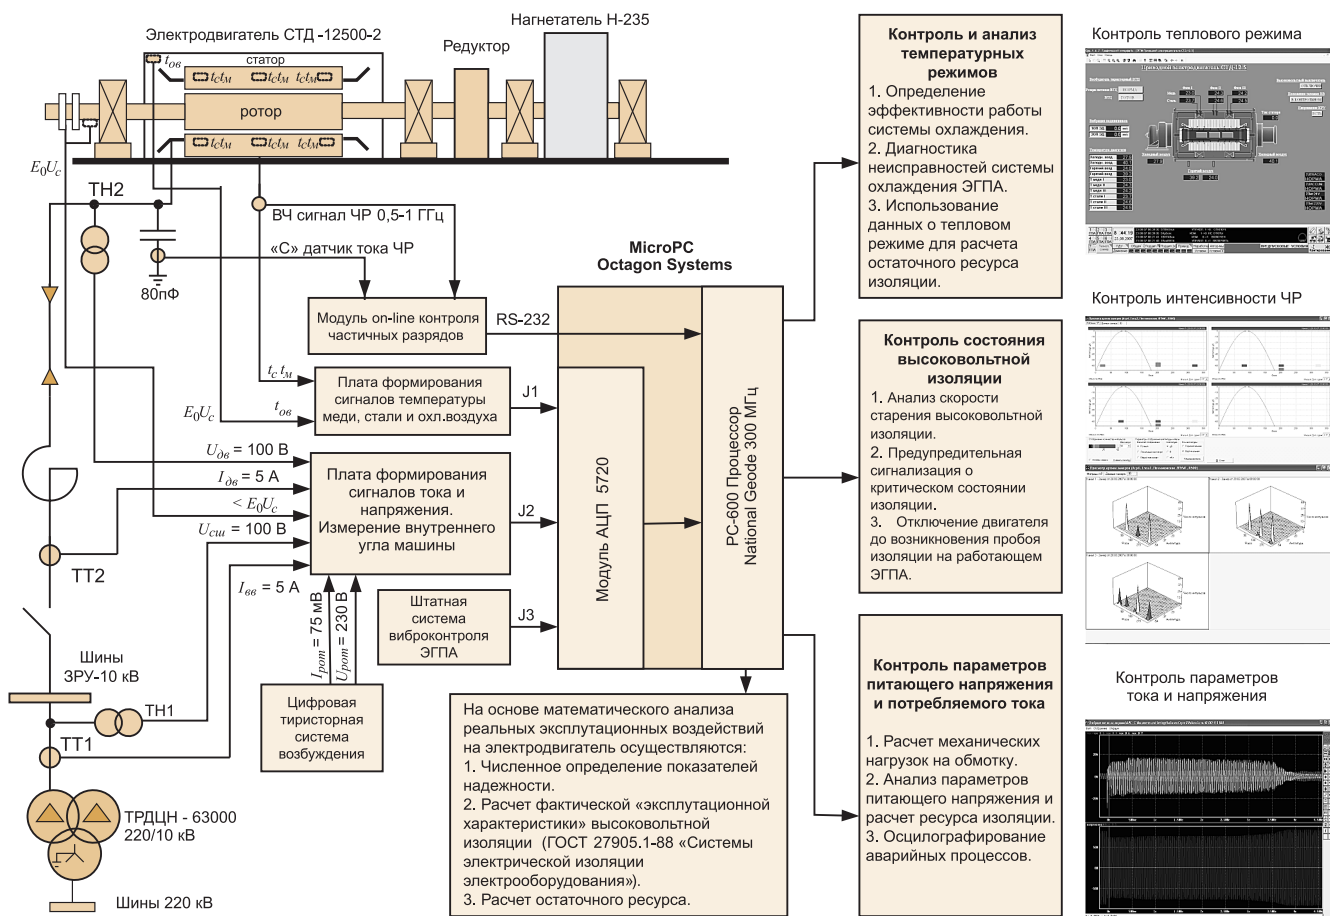 Электродвигатель СТД -12500-2
Нагнетатель Н-235
Редуктор
tов
статор
tctм tctм tctм
ротор
tctм tctм tctм
E0Uc
ТН2
ВЧ сигнал ЧР 0,5-1 ГГц
«С» датчик тока ЧР
80пФ
MicroPC
Octagon Systems
Модуль on-line контроля
частичных разрядов
RS-232
tc tм
Плата формирования
сигналов температуры
меди, стали и охл.воздуха
J1
E0Uc
tов
Uдв = 100 В
Iдв = 5 А
< E0Uc
Uсш = 100 В
Iвв = 5 А
Плата формирования
сигналов тока и
напряжения.
Измерение внутреннего
угла машины
J2
Модуль АЦП 5720
PC-600 Процессор
National Geode 300 МГц
ТТ2
Iрот = 75 мВ
Uрот = 230 В
Штатная
система
виброконтроля
ЭГПА
J3
Шины
ЗРУ-10 кВ
ТН1
ТТ1
Цифровая
тиристорная
система
возбуждения
ТРДЦН - 63000
220/10 кВ
Шины 220 кВ
На основе математического анализа
реальных эксплутационных воздействий
на электродвигатель осуществляются:
1. Численное определение показателей
надежности.
2. Расчет фактической «эксплутационной
характеристики» высоковольтной
изоляции (ГОСТ 27905.1-88 «Системы
электрической изоляции
электрооборудования»).
3. Расчет остаточного ресурса.
Контроль и анализ
температурных
режимов
1. Определение
эффективности работы
системы охлаждения.
2. Диагностика
неисправностей системы
охлаждения ЭГПА.
3. Использование
данных о тепловом
режиме для расчета
остаточного ресурса
изоляции.
Контроль состояния
высоковольтной
изоляции
1. Анализ скорости
старения высоковольтной
изоляции.
2. Предупредительная
сигнализация о
критическом состоянии
изоляции.
3. Отключение двигателя
до возникновения пробоя
изоляции на работающем
ЭГПА.
Контроль параметров
питающего напряжения
и потребляемого тока
1. Расчет механических
нагрузок на обмотку.
2. Анализ параметров
питающего напряжения и
расчет ресурса изоляции.
3. Осцилографирование
аварийных процессов.
Контроль теплового режима
Контроль интенсивности ЧР
Контроль параметров
тока и напряжения